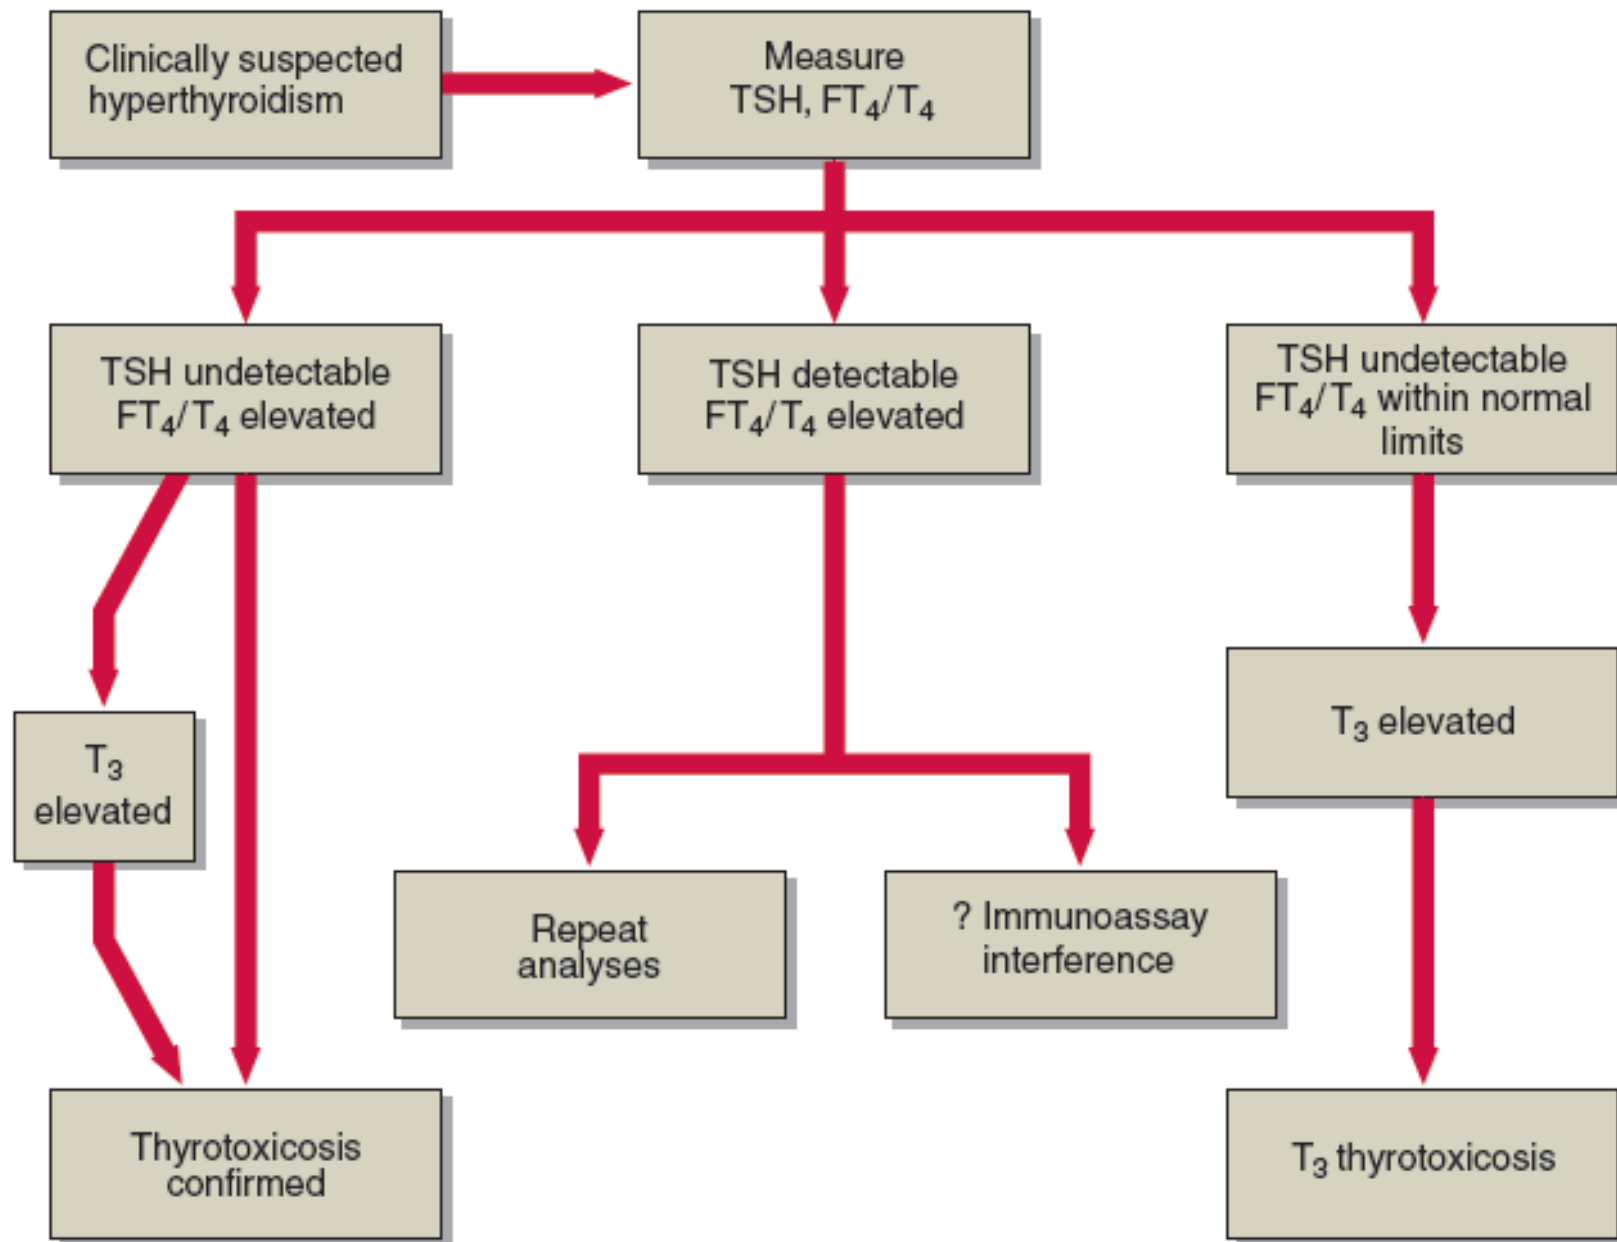 Clinically suspected
hyperthyroidism
Measure
TSH, FT₄/T₄
TSH undetectable
FT₄/T₄ elevated
TSH detectable
FT₄/T₄ elevated
TSH undetectable
FT₄/T₄ within normal
limits
T₃
elevated
T₃ elevated
Repeat
analyses
? Immunoassay
interference
Thyrotoxicosis
confirmed
T₃ thyrotoxicosis